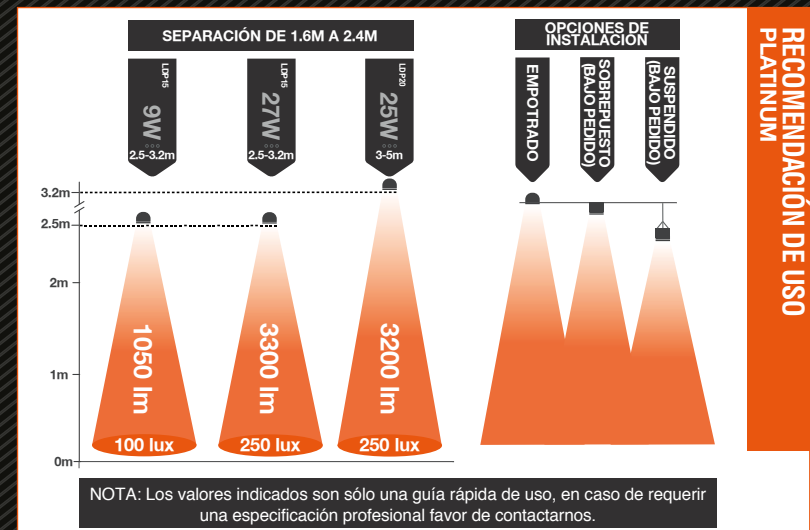 RECOMENDACIÓN DE USO
PLATINUM
SEPARACIÓN DE 1.6M A 2.4M
LDP15
9W
2.5-3.2m
LDP15
27W
2.5-3.2m
LDP20
25W
3-5m
3.2m
2.5m
2m
1m
0m
1050 lm
100 lux
3300 lm
250 lux
3200 lm
250 lux
OPCIONES DE
INSTALACIÓN
EMPOTRADO
SOBREPUESTO
(BAJO PEDIDO)
SUSPENDIDO
(BAJO PEDIDO)
NOTA: Los valores indicados son sólo una guía rápida de uso, en caso de requerir
una especificación profesional favor de contactarnos.